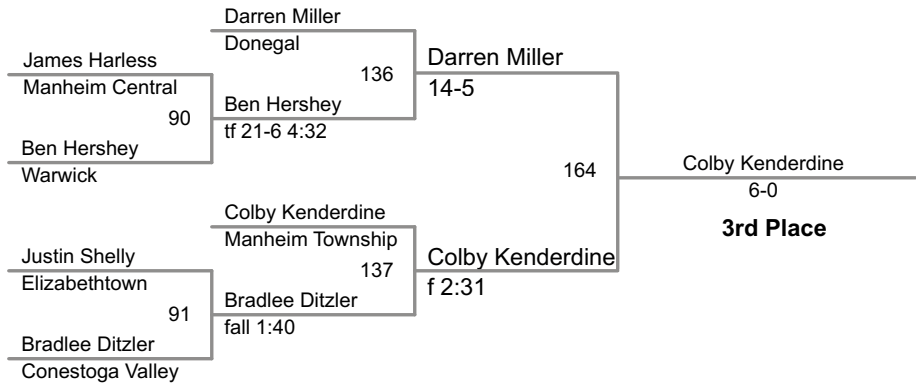 Darren Miller
Donegal
James Harless
Manheim Central
136
Darren Miller
14-5
90
Ben Hershey
tf 21-6 4:32
Ben Hershey
Warwick
164
Colby Kenderdine
6-0
3rd Place
Colby Kenderdine
Manheim Township
Justin Shelly
Elizabethtown
137
Colby Kenderdine
f 2:31
91
Bradlee Ditzler
fall 1:40
Bradlee Ditzler
Conestoga Valley